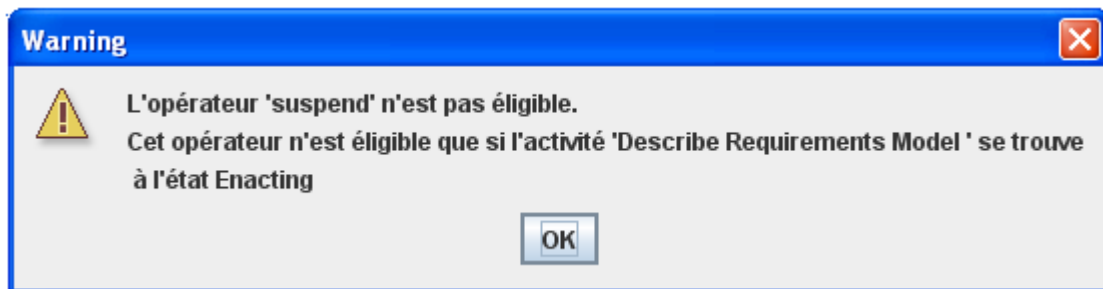 Warning
L'opérateur 'suspend' n'est pas éligible.
Cet opérateur n'est éligible que si l'activité 'Describe Requirements Model ' se trouve
à l'état Enacting
OK